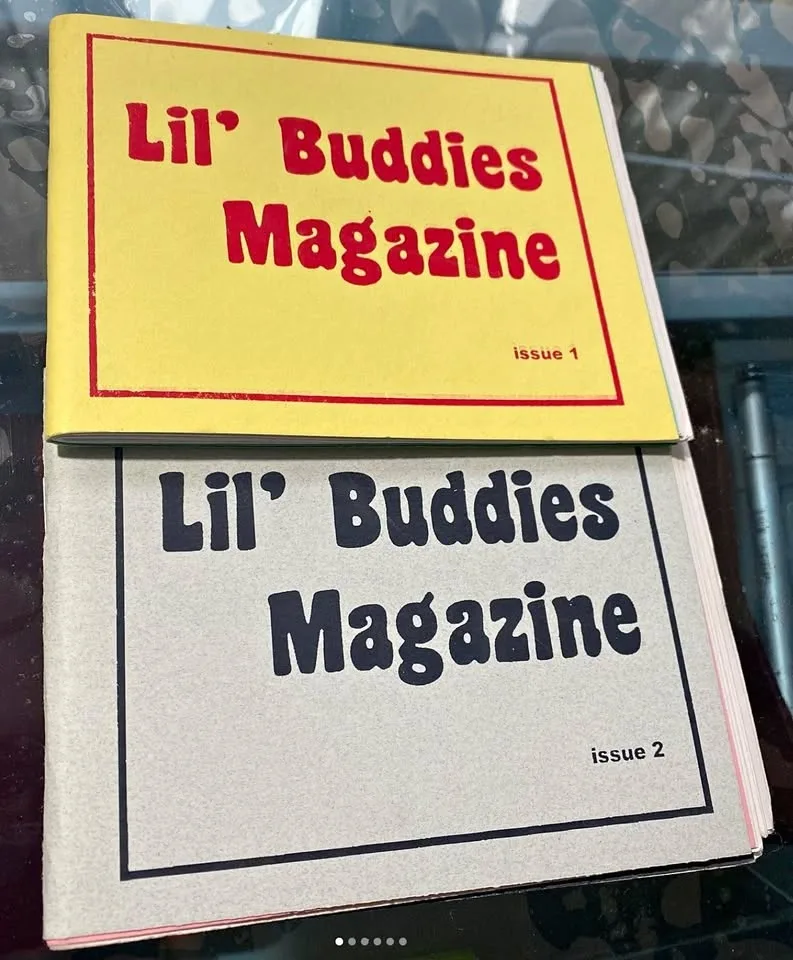 Lil' Buddies
Magazine
issue 1
Lil' Buddies
Magazine
issue 2